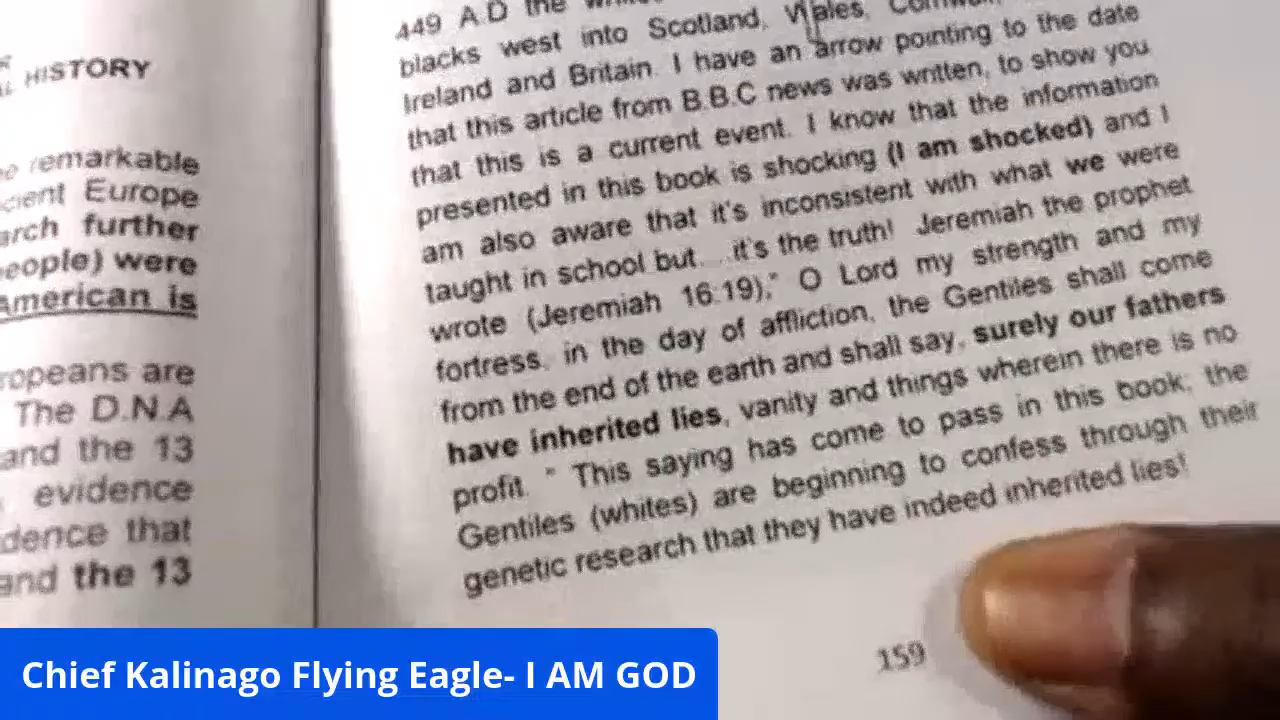 HISTORY
remarkable
cient Europe
arch further
eople) were
American is
ropeans are
The D.N.A
and the 13
evidence
dence that
and the 13
449 A.D the
blacks west into Scotland, Wales,
Ireland and Britain. I have an arrow pointing to the date
that this article from B.B.C news was written, to show you
that this is a current event. I know that the information
presented in this book is shocking (I am shocked) and I
am also aware that it's inconsistent with what we were
taught in school but....it's the truth! Jeremiah the prophet
wrote (Jeremiah 16:19);" O Lord my strength and my
fortress, in the day of affliction, the Gentiles shall come
from the end of the earth and shall say, surely our fathers
have inherited lies, vanity and things wherein there is no
profit. " This saying has come to pass in this book; the
Gentiles (whites) are beginning to confess through their
genetic research that they have indeed inherited lies!
159
Chief Kalinago Flying Eagle- I AM GOD